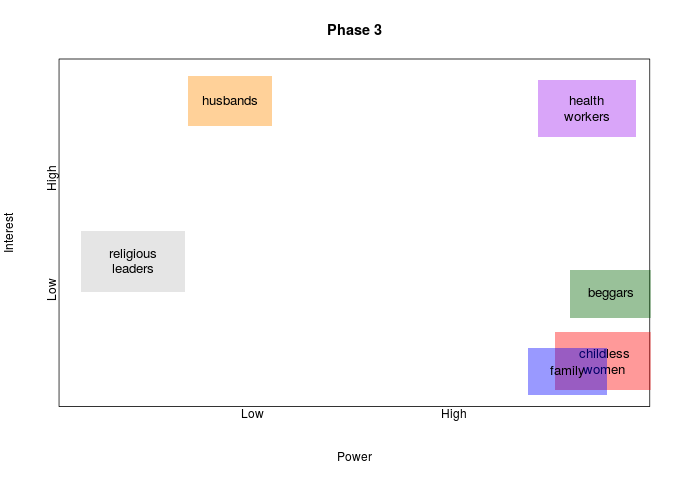 Phase 3
husbands
health
workers
High
Interest
religious
leaders
Low
beggars
childless
women
family
Low
High
Power